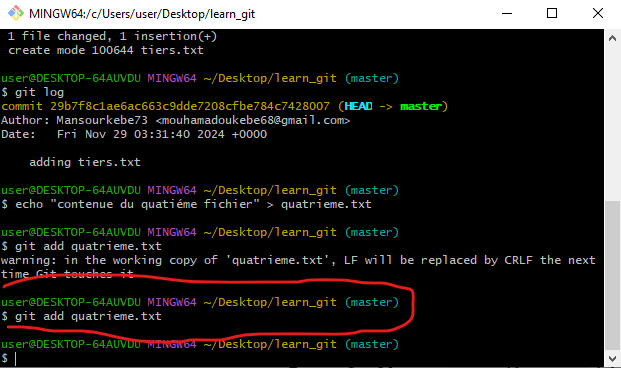 MINGW64:/c/Users/user/Desktop/learn_git
1 file changed, 1 insertion(+)
create mode 100644 tiers.txt
user@DESKTOP-64AUVDU MINGW64 ~/Desktop/learn_git (master)
$ git log
commit 29b7f8c1ae6ac663c9dde7208cfbe784c7428007 (HEAD -> master)
Author: Mansourkebe73 <mouhamadoukebe68@gmail.com>
Date:   Fri Nov 29 03:31:40 2024 +0000
adding tiers.txt
user@DESKTOP-64AUVDU MINGW64 ~/Desktop/learn_git (master)
$ echo "contenue du quatiéme fichier" > quatrieme.txt
user@DESKTOP-64AUVDU MINGW64 ~/Desktop/learn_git (master)
$ git add quatrieme.txt
warning: in the working copy of 'quatrieme.txt', LF will be replaced by CRLF the next
time Git touches it
user@DESKTOP-64AUVDU MINGW64 ~/Desktop/learn_git (master)
$ git add quatrieme.txt
user@DESKTOP-64AUVDU MINGW64 ~/Desktop/learn_git (master)
$